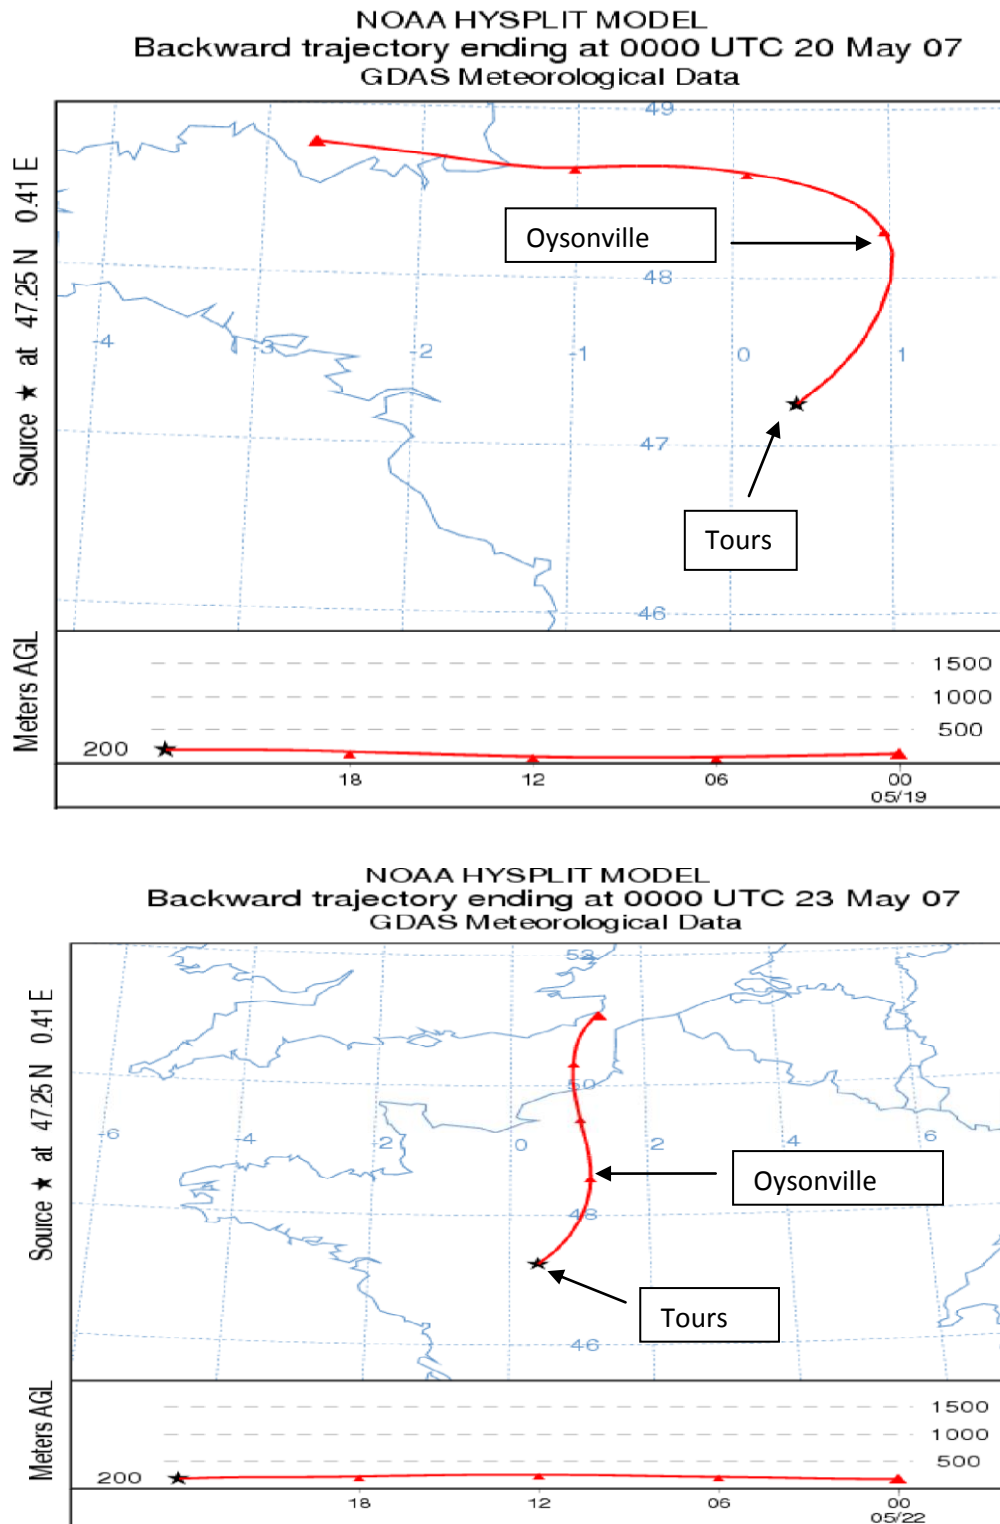 NOAA HYSPLIT MODEL
Backward trajectory ending at 0000 UTC 20 May 07
GDAS Meteorological Data
Source ★ at 47.25 N 0.41 E
49
Oysonville
48
-4
-3
-2
-1
0
1
47
Tours
46
Meters AGL
1500
1000
500
200
18
12
06
00
05/19
NOAA HYSPLIT MODEL
Backward trajectory ending at 0000 UTC 23 May 07
GDAS Meteorological Data
Source ★ at 47.25 N 0.41 E
52
50
-6
-4
-2
0
2
4
6
Oysonville
48
Tours
46
Meters AGL
1500
1000
500
200
18
12
06
00
05/22